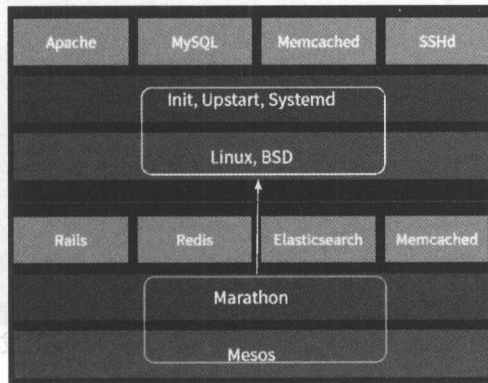 Apache MySQL Memcached SSHd
Init, Upstart, Systemd
Linux, BSD
Rails Redis Elasticsearch Memcached
Marathon
Mesos